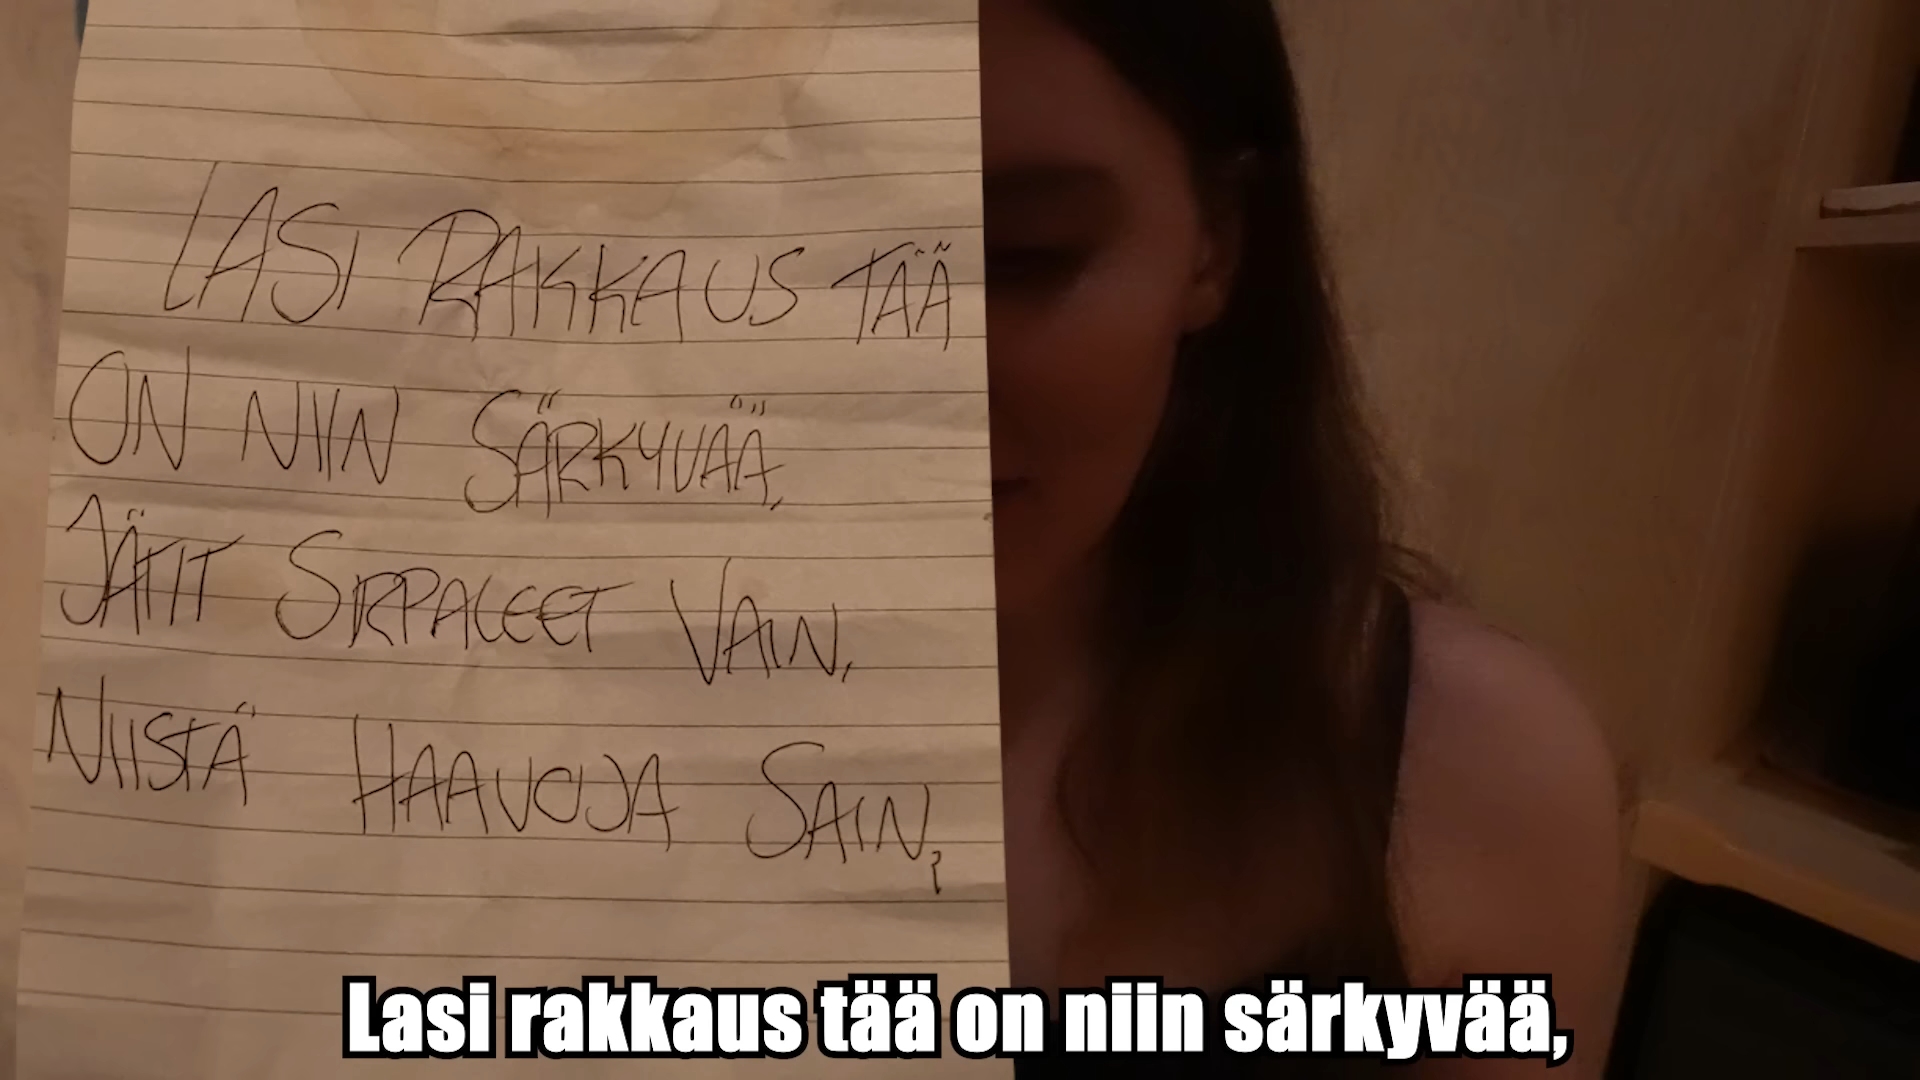 LASI RAKKAUS TÄÄ
ON NIIN SÄRKYVÄÄ,
JÄTIT SIRPALEET VAIN,
NIISTÄ HAAVOJA SAIN,
Lasi rakkaus tää on niin särkyvää,